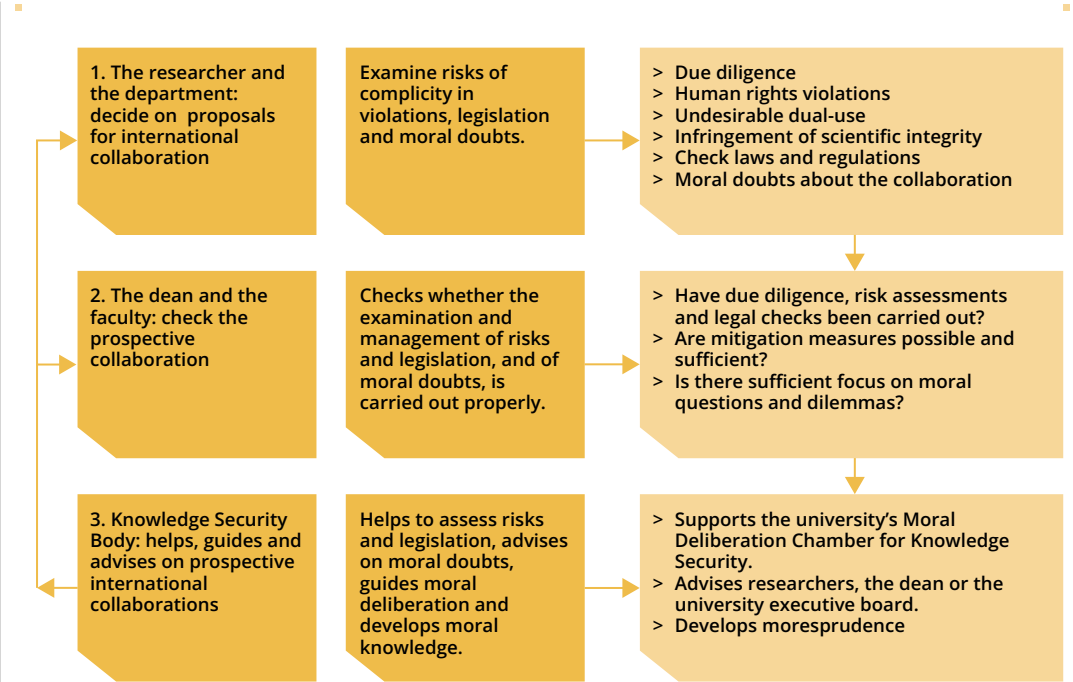 1. The researcher and
the department:
decide on proposals
for international
collaboration
Examine risks of
complicity in
violations, legislation
and moral doubts.
> Due diligence
> Human rights violations
> Undesirable dual-use
> Infringement of scientific integrity
> Check laws and regulations
> Moral doubts about the collaboration
2. The dean and the
faculty: check the
prospective
collaboration
Checks whether the
examination and
management of risks
and legislation, and of
moral doubts, is
carried out properly.
> Have due diligence, risk assessments
and legal checks been carried out?
> Are mitigation measures possible and
sufficient?
> Is there sufficient focus on moral
questions and dilemmas?
3. Knowledge Security
Body: helps, guides and
advises on prospective
international
collaborations
Helps to assess risks
and legislation, advises
on moral doubts,
guides moral
deliberation and
develops moral
knowledge.
> Supports the university's Moral
Deliberation Chamber for Knowledge
Security.
> Advises researchers, the dean or the
university executive board.
> Develops moresprudence